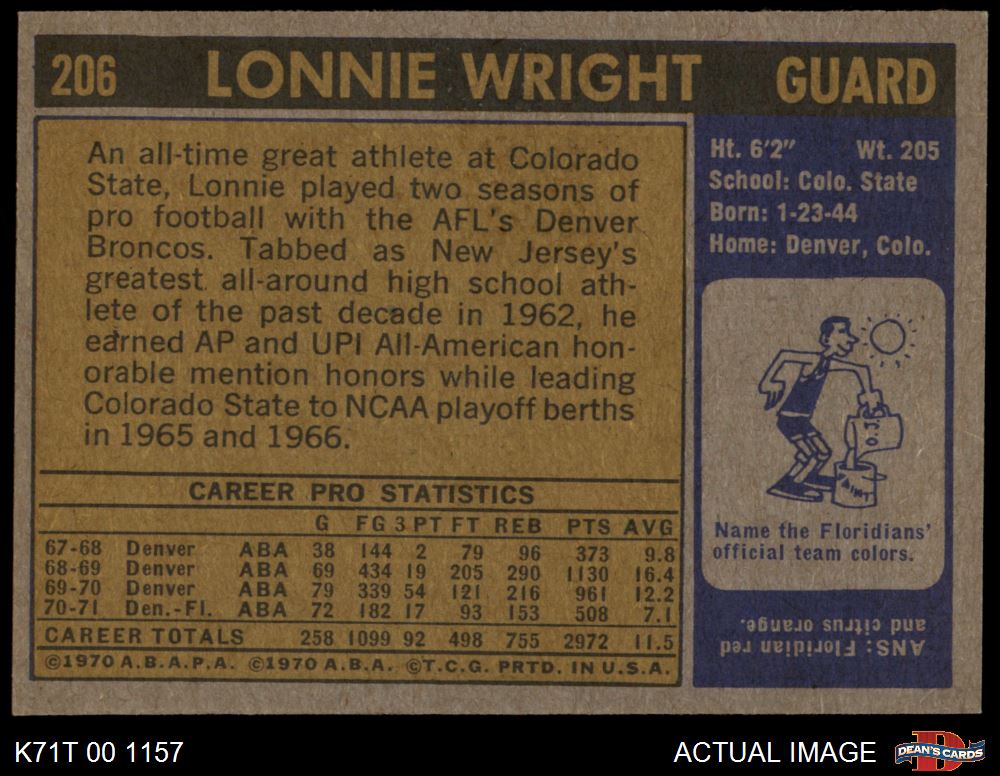 206 LONNIE WRIGHT GUARD
An all-time great athlete at Colorado
State, Lonnie played two seasons of
pro football with the AFL's Denver
Broncos. Tabbed as New Jersey's
greatest all-around high school ath-
lete of the past decade in 1962, he
earned AP and UPI All-American hon-
orable mention honors while leading
Colorado State to NCAA playoff berths
in 1965 and 1966.
CAREER PRO STATISTICS
G FG 3 PT FT REB PTS AVG
67-68 Denver ABA 38 144 2 79 96 373 9.8
68-69 Denver ABA 69 434 19 205 290 1130 16.4
69-70 Denver ABA 79 339 54 121 216 961 12.2
70-71 Den.-Fl. ABA 72 182 17 93 153 508 7.1
CAREER TOTALS 258 1099 92 498 755 2972 11.5
©1970 A.B.A.P.A. ©1970 A.B.A. ©T.C.G. PRTD. IN U.S.A.
Ht. 6'2" Wt. 205
School: Colo. State
Born: 1-23-44
Home: Denver, Colo.
O.J.
PAINT
Name the Floridians'
official team colors.
ANS: Floridian red
and citrus orange.
K71T 00 1157 ACTUAL IMAGE D DEAN'S CARDS